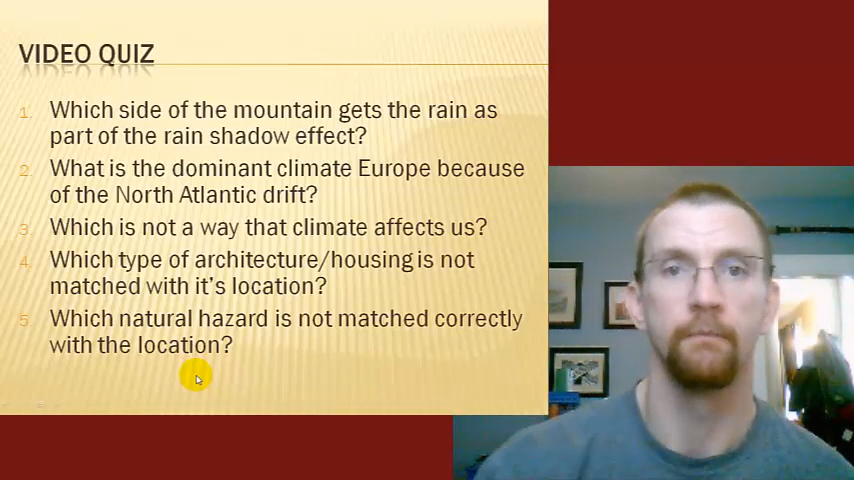 VIDEO QUIZ
1. Which side of the mountain gets the rain as
part of the rain shadow effect?
2. What is the dominant climate Europe because
of the North Atlantic drift?
3. Which is not a way that climate affects us?
4. Which type of architecture/housing is not
matched with it's location?
5. Which natural hazard is not matched correctly
with the location?